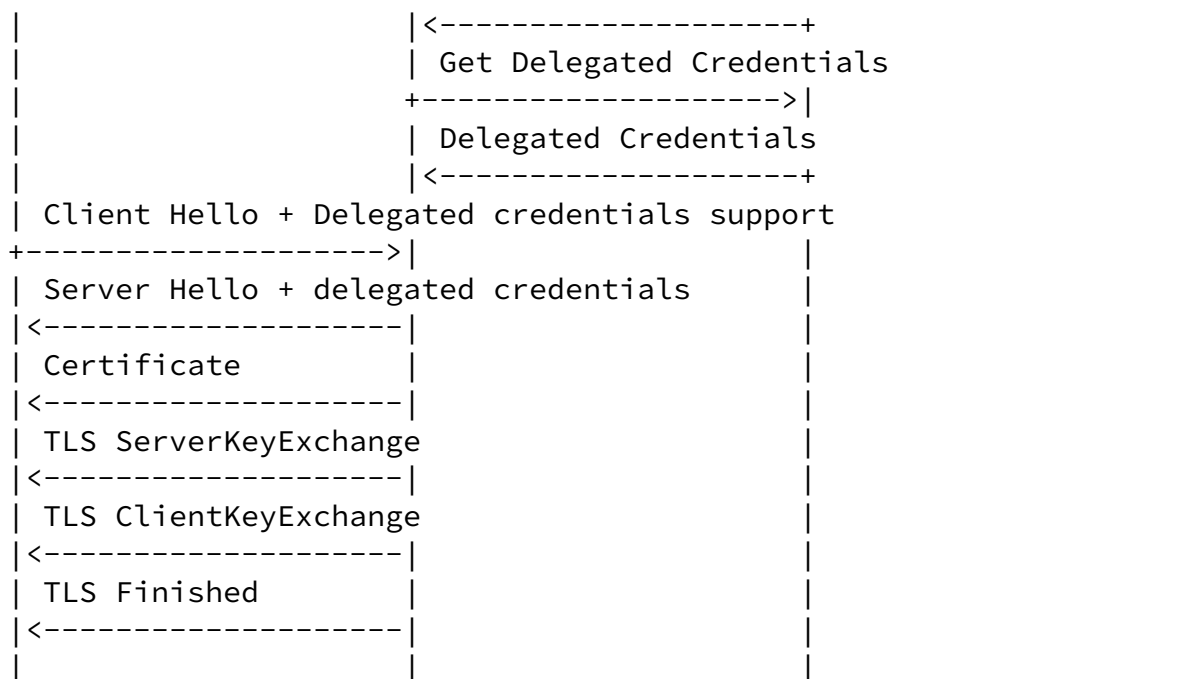 |                     |<--------------------+
|                     | Get Delegated Credentials
|                     +-------------------->|
|                     | Delegated Credentials
|                     |<--------------------+
| Client Hello + Delegated credentials support
+-------------------->|                     |
| Server Hello + delegated credentials      |
|<--------------------|                     |
| Certificate         |                     |
|<--------------------|                     |
| TLS ServerKeyExchange                     |
|<--------------------|                     |
| TLS ClientKeyExchange                     |
|<--------------------|                     |
| TLS Finished        |                     |
|<--------------------|                     |
|                     |                     |